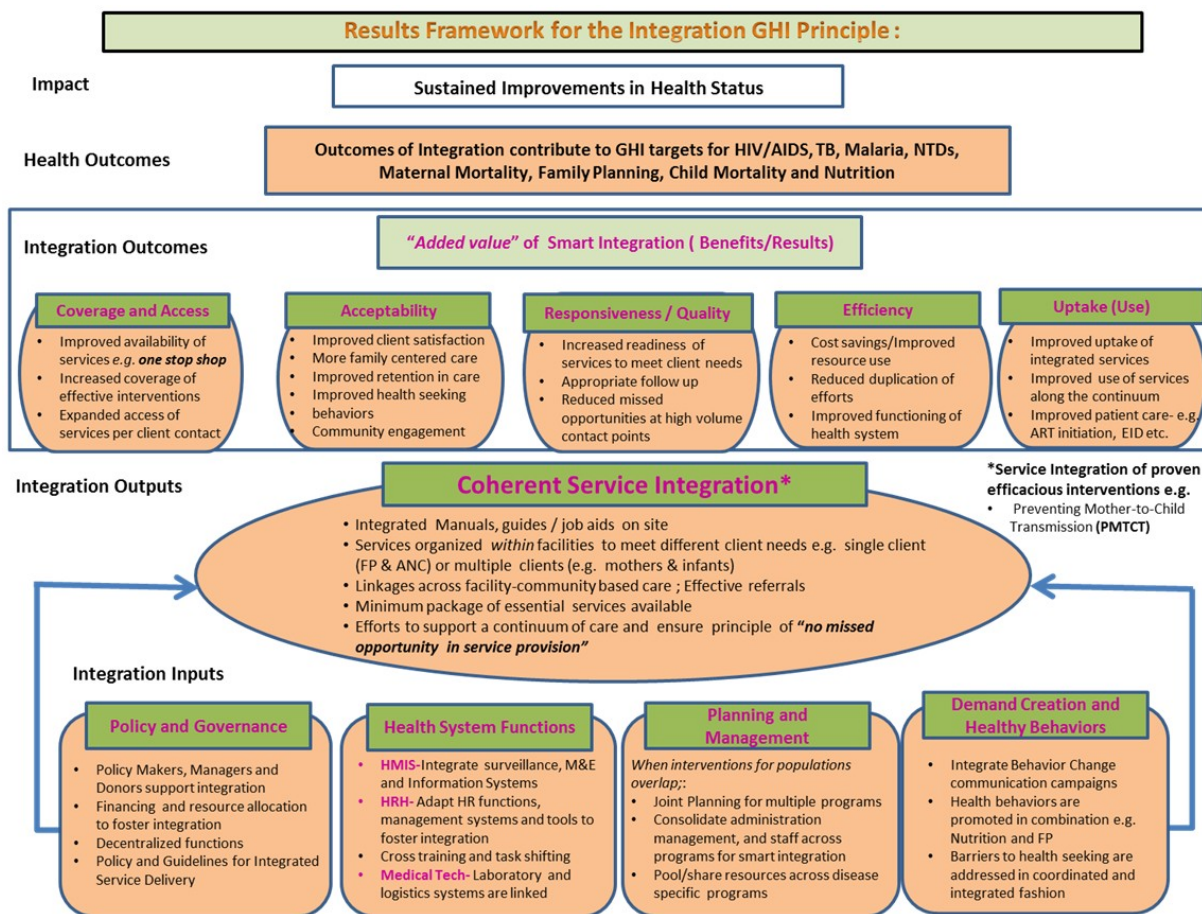 Results Framework for the Integration GHI Principle :
Impact
Sustained Improvements in Health Status
Health Outcomes
Outcomes of Integration contribute to GHI targets for HIV/AIDS, TB, Malaria, NTDs,
Maternal Mortality, Family Planning, Child Mortality and Nutrition
Integration Outcomes
“Added value” of Smart Integration ( Benefits/Results)
Coverage and Access
• Improved availability of
services e.g. one stop shop
• Increased coverage of
effective interventions
• Expanded access of
services per client contact
Acceptability
• Improved client satisfaction
• More family centered care
• Improved retention in care
• Improved health seeking
• behaviors
• Community engagement
Responsiveness / Quality
• Increased readiness of
services to meet client needs
• Appropriate follow up
• Reduced missed
opportunities at high volume
contact points
Efficiency
• Cost savings/Improved
resource use
• Reduced duplication of
efforts
• Improved functioning of
health system
Uptake (Use)
• Improved uptake of
integrated services
• Improved use of services
along the continuum
• Improved patient care- e.g.
ART initiation, EID etc.
Integration Outputs
Coherent Service Integration*
• Integrated Manuals, guides / job aids on site
• Services organized within facilities to meet different client needs e.g. single client
(FP & ANC) or multiple clients (e.g. mothers & infants)
• Linkages across facility-community based care ; Effective referrals
• Minimum package of essential services available
• Efforts to support a continuum of care and ensure principle of “no missed
opportunity in service provision”
*Service Integration of proven
efficacious interventions e.g.
• Preventing Mother-to-Child
Transmission (PMTCT)
Integration Inputs
Policy and Governance
• Policy Makers, Managers and
Donors support integration
• Financing and resource allocation
to foster integration
• Decentralized functions
• Policy and Guidelines for Integrated
Service Delivery
Health System Functions
• HMIS-Integrate surveillance, M&E
and Information Systems
• HRH- Adapt HR functions,
management systems and tools to
foster integration
• Cross training and task shifting
• Medical Tech- Laboratory and
logistics systems are linked
Planning and
Management
When interventions for populations
overlap;:
• Joint Planning for multiple programs
• Consolidate administration
management, and staff across
programs for smart integration
• Pool/share resources across disease
specific programs
Demand Creation and
Healthy Behaviors
• Integrate Behavior Change
communication campaigns
• Health behaviors are
promoted in combination e.g.
Nutrition and FP
• Barriers to health seeking are
addressed in coordinated and
integrated fashion